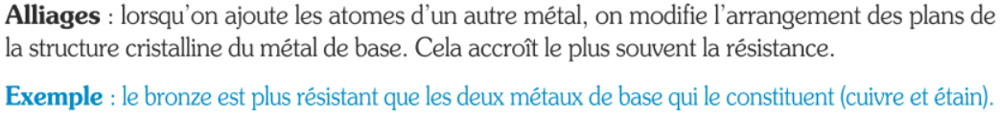 Alliages : lorsqu’on ajoute les atomes d’un autre métal, on modifie l’arrangement des plans de
la structure cristalline du métal de base. Cela accroît le plus souvent la résistance.
Exemple : le bronze est plus résistant que les deux métaux de base qui le constituent (cuivre et étain).